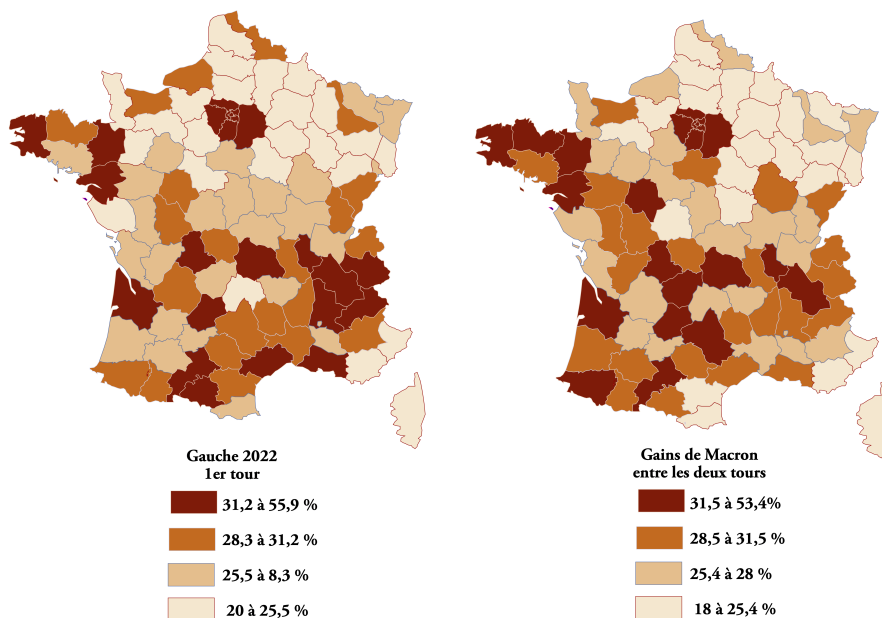 Gauche 2022
1er tour
31,2 à 55,9 %
28,3 à 31,2 %
25,5 à 8,3 %
20 à 25,5 %
Gains de Macron
entre les deux tours
31,5 à 53,4%
28,5 à 31,5 %
25,4 à 28 %
18 à 25,4 %